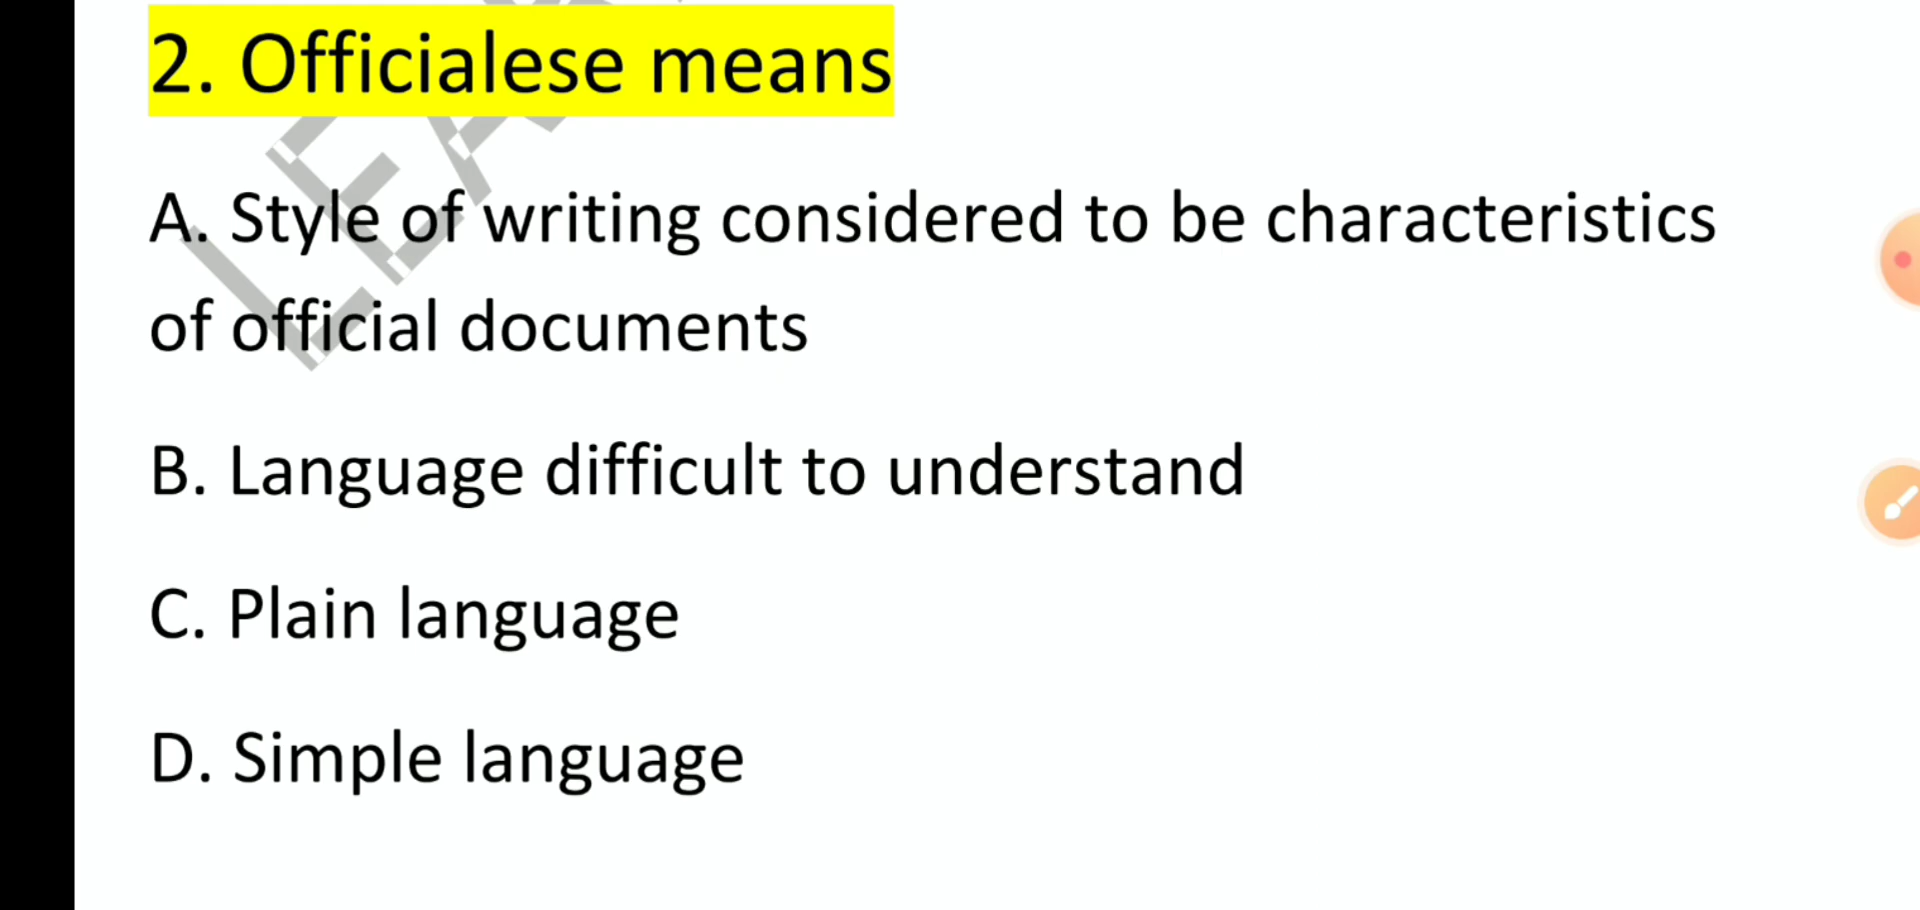 2. Officialese means
A. Style of writing considered to be characteristics
of official documents
B. Language difficult to understand
C. Plain language
D. Simple language